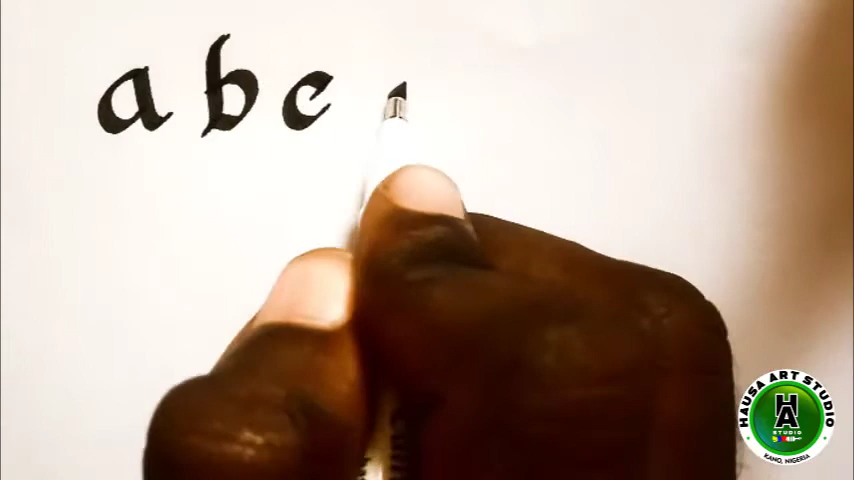 a b c
HAUSA ART STUDIO
HA
STUDIO
KANO, NIGERIA